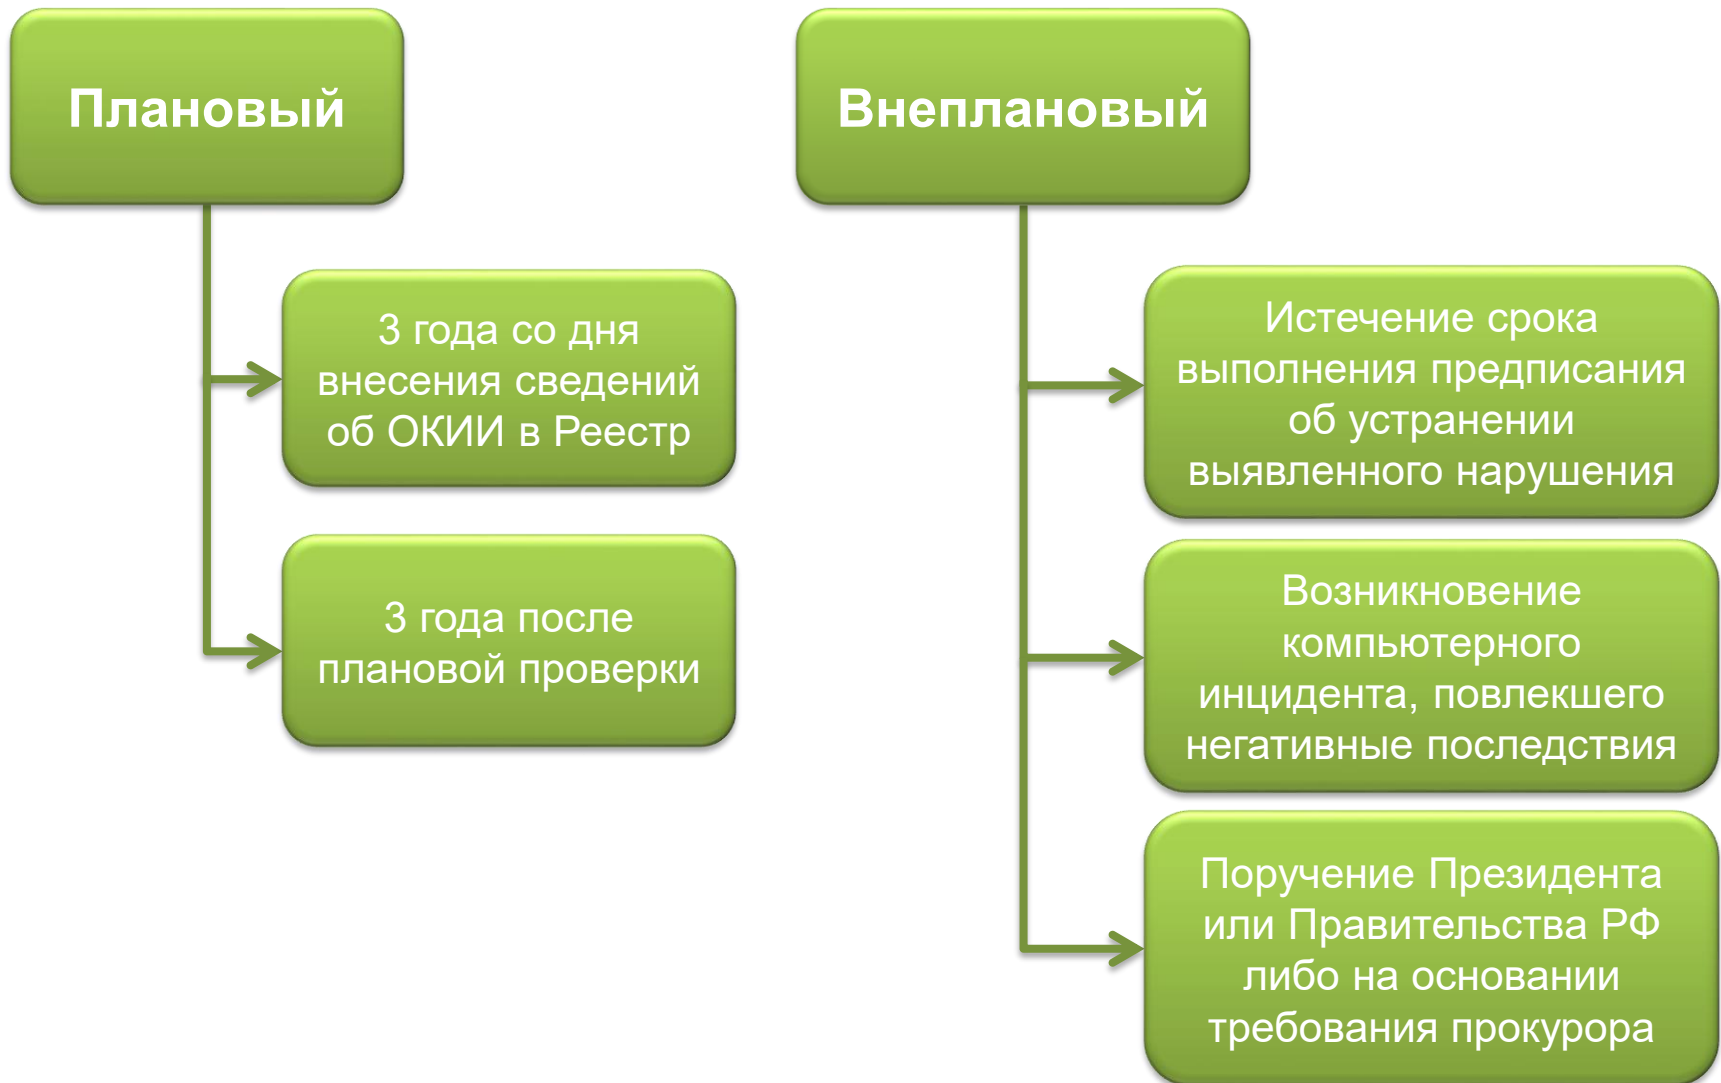 Плановый
3 года со дня
внесения сведений
об ОКИИ в Реестр
3 года после
плановой проверки
Внеплановый
Истечение срока
выполнения предписания
об устранении
выявленного нарушения
Возникновение
компьютерного
инцидента, повлекшего
негативные последствия
Поручение Президента
или Правительства РФ
либо на основании
требования прокурора